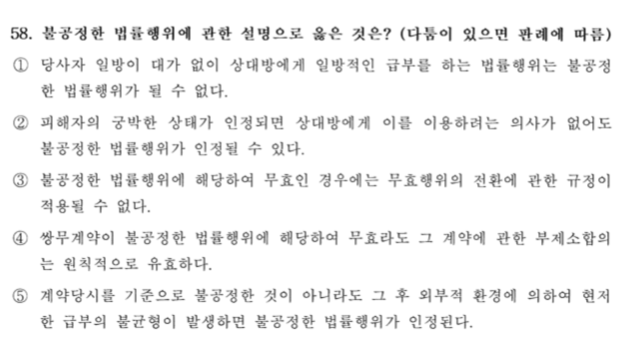 58. 불공정한 법률행위에 관한 설명으로 옳은 것은? (다툼이 있으면 판례에 따름)
① 당사자 일방이 대가 없이 상대방에게 일방적인 급부를 하는 법률행위는 불공정
한 법률행위가 될 수 없다.
② 피해자의 궁박한 상태가 인정되면 상대방에게 이를 이용하려는 의사가 없어도
불공정한 법률행위가 인정될 수 있다.
③ 불공정한 법률행위에 해당하여 무효인 경우에는 무효행위의 전환에 관한 규정이
적용될 수 없다.
④ 쌍무계약이 불공정한 법률행위에 해당하여 무효라도 그 계약에 관한 부제소합의
는 원칙적으로 유효하다.
⑤ 계약당시를 기준으로 불공정한 것이 아니라도 그 후 외부적 환경에 의하여 현저
한 급부의 불균형이 발생하면 불공정한 법률행위가 인정된다.